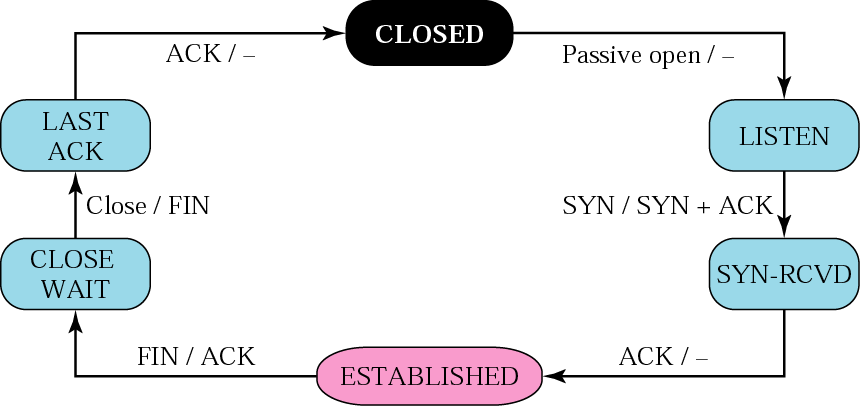 CLOSED
ACK / –
Passive open / –
LAST
ACK
LISTEN
Close / FIN
SYN / SYN + ACK
CLOSE
WAIT
SYN-RCVD
FIN / ACK
ACK / –
ESTABLISHED